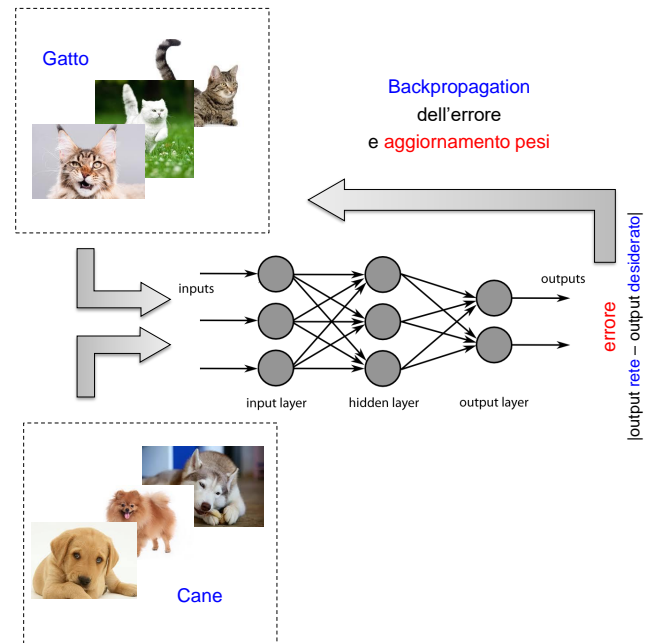 Gatto
Backpropagation
dell'errore
e aggiornamento pesi
inputs
outputs
errore
|output rete – output desiderato|
input layer
hidden layer
output layer
Cane